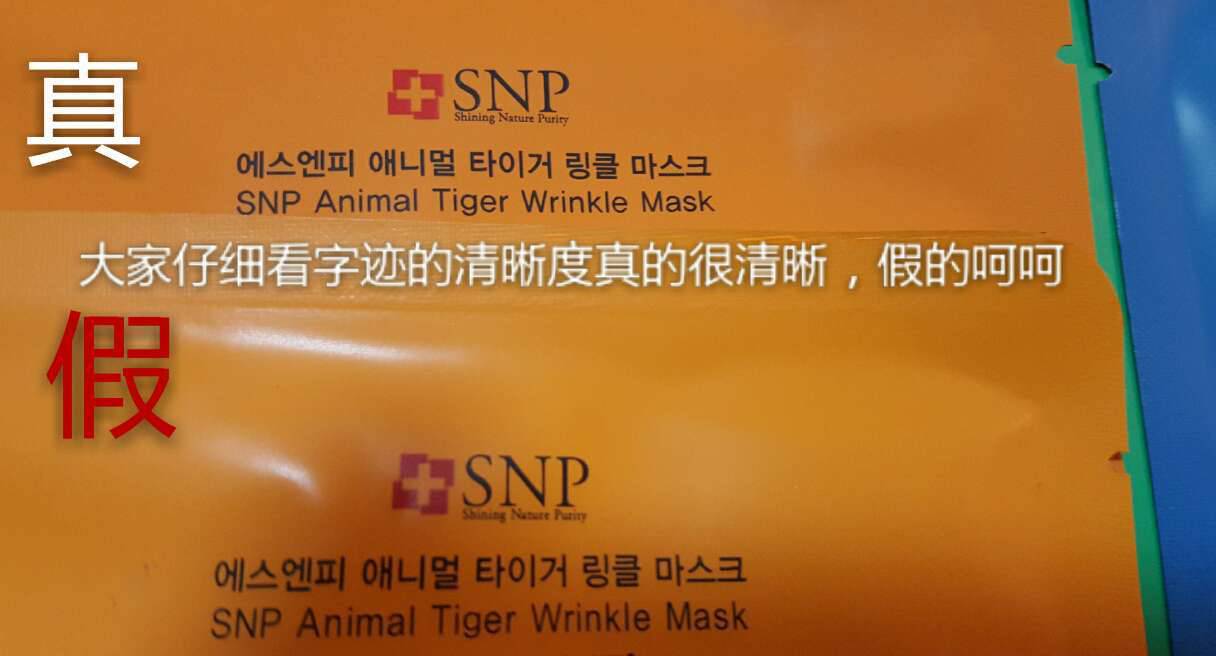 真
SNP
Shining Nature Purity
에스엔피 애니멀 타이거 링클 마스크
SNP Animal Tiger Wrinkle Mask
大家仔细看字迹的清晰度真的很清晰，假的呵呵
假
SNP
Shining Nature Purity
에스엔피 애니멀 타이거 링클 마스크
SNP Animal Tiger Wrinkle Mask